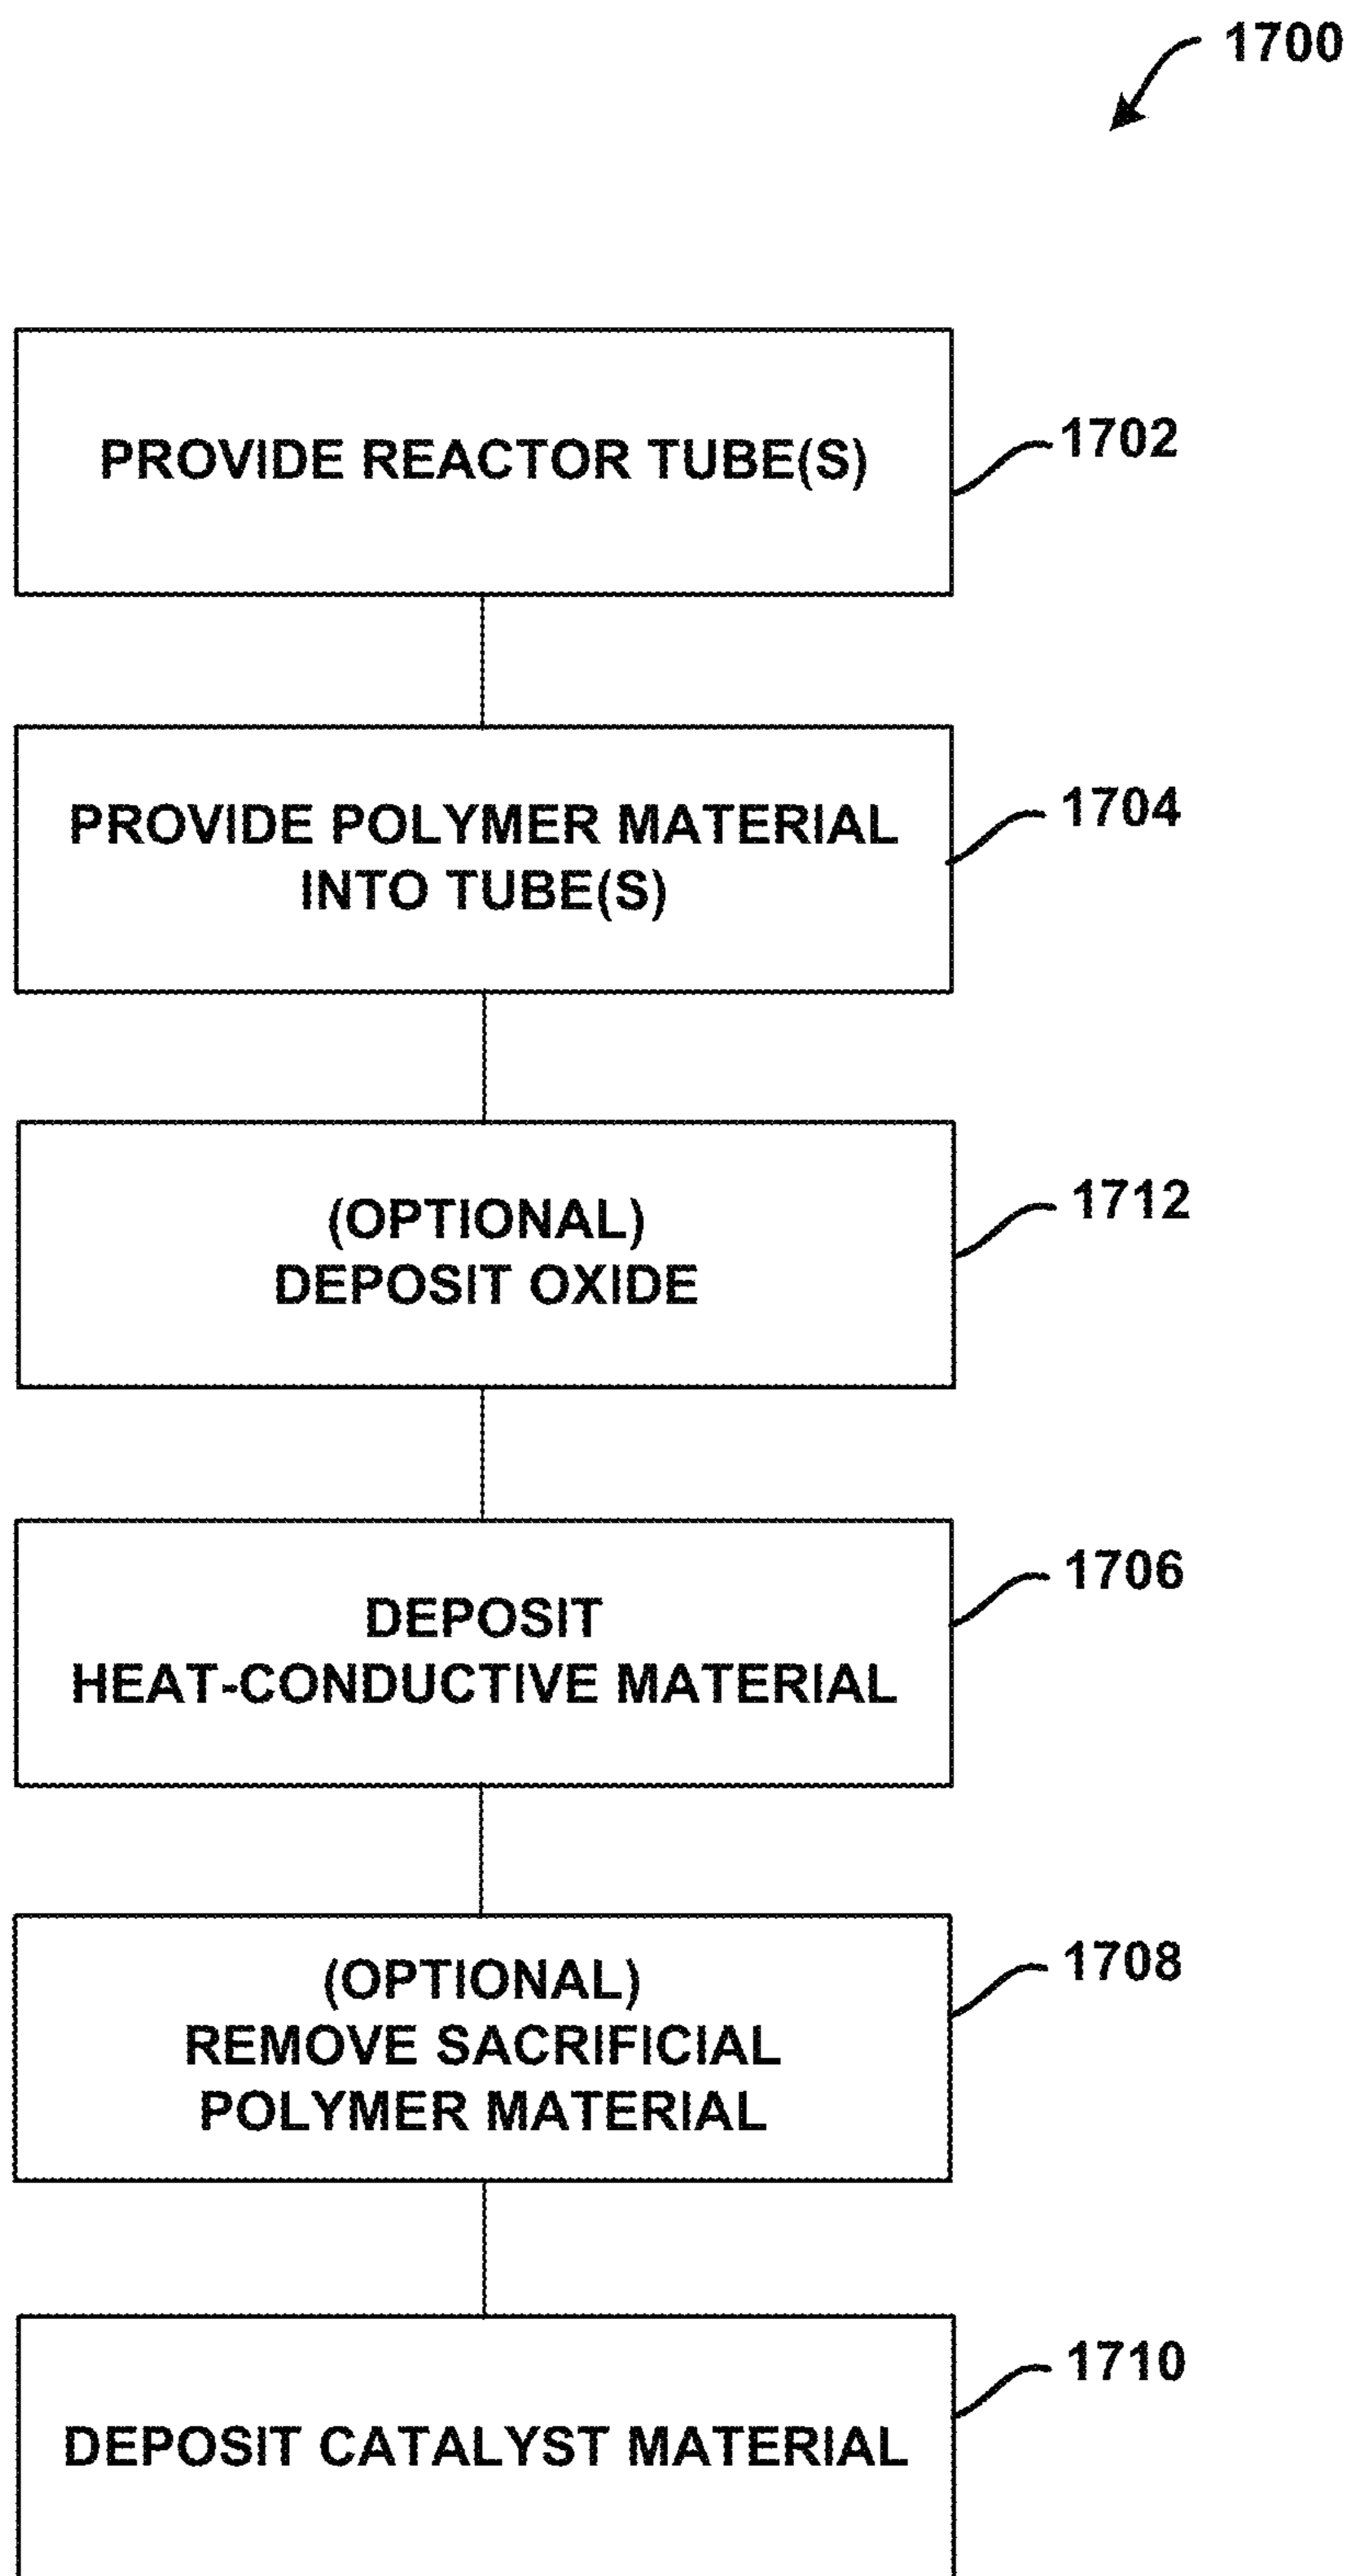 1700
PROVIDE REACTOR TUBE(S)
1702
PROVIDE POLYMER MATERIAL
INTO TUBE(S)
1704
(OPTIONAL)
DEPOSIT OXIDE
1712
DEPOSIT
HEAT-CONDUCTIVE MATERIAL
1706
(OPTIONAL)
REMOVE SACRIFICIAL
POLYMER MATERIAL
1708
DEPOSIT CATALYST MATERIAL
1710